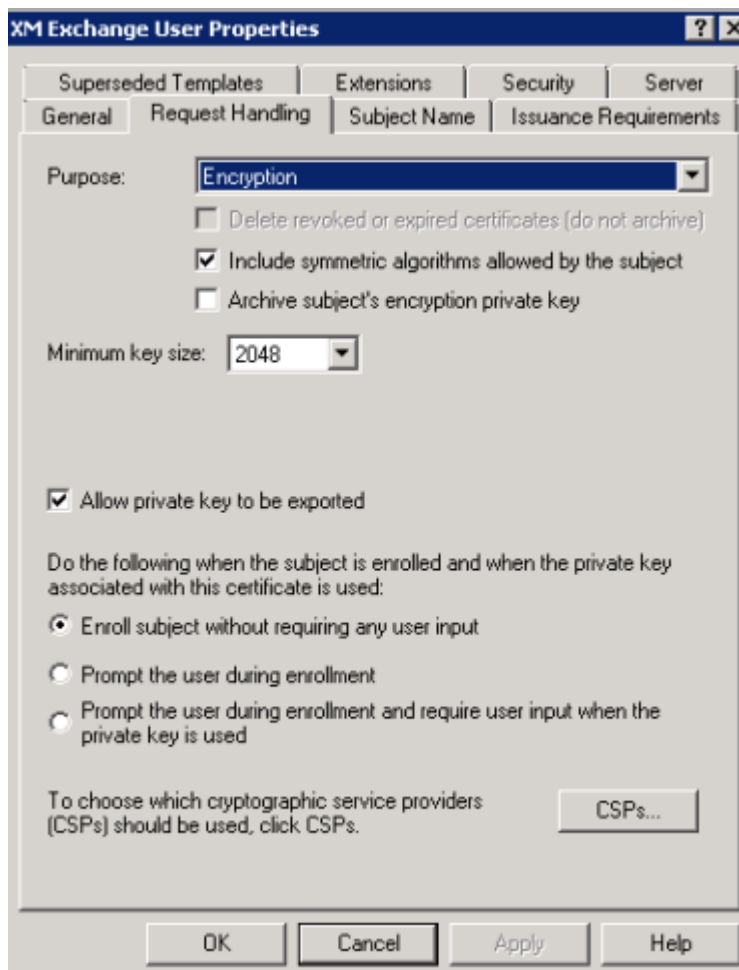 XM Exchange User Properties
Superseded Templates Extensions Security Server
General Request Handling Subject Name Issuance Requirements
Purpose: Encryption
Delete revoked or expired certificates (do not archive)
Include symmetric algorithms allowed by the subject
Archive subject's encryption private key
Minimum key size: 2048
Allow private key to be exported
Do the following when the subject is enrolled and when the private key
associated with this certificate is used:
Enroll subject without requiring any user input
Prompt the user during enrollment
Prompt the user during enrollment and require user input when the
private key is used
To choose which cryptographic service providers
(CSPs) should be used, click CSPs.
CSPs...
OK Cancel Apply Help